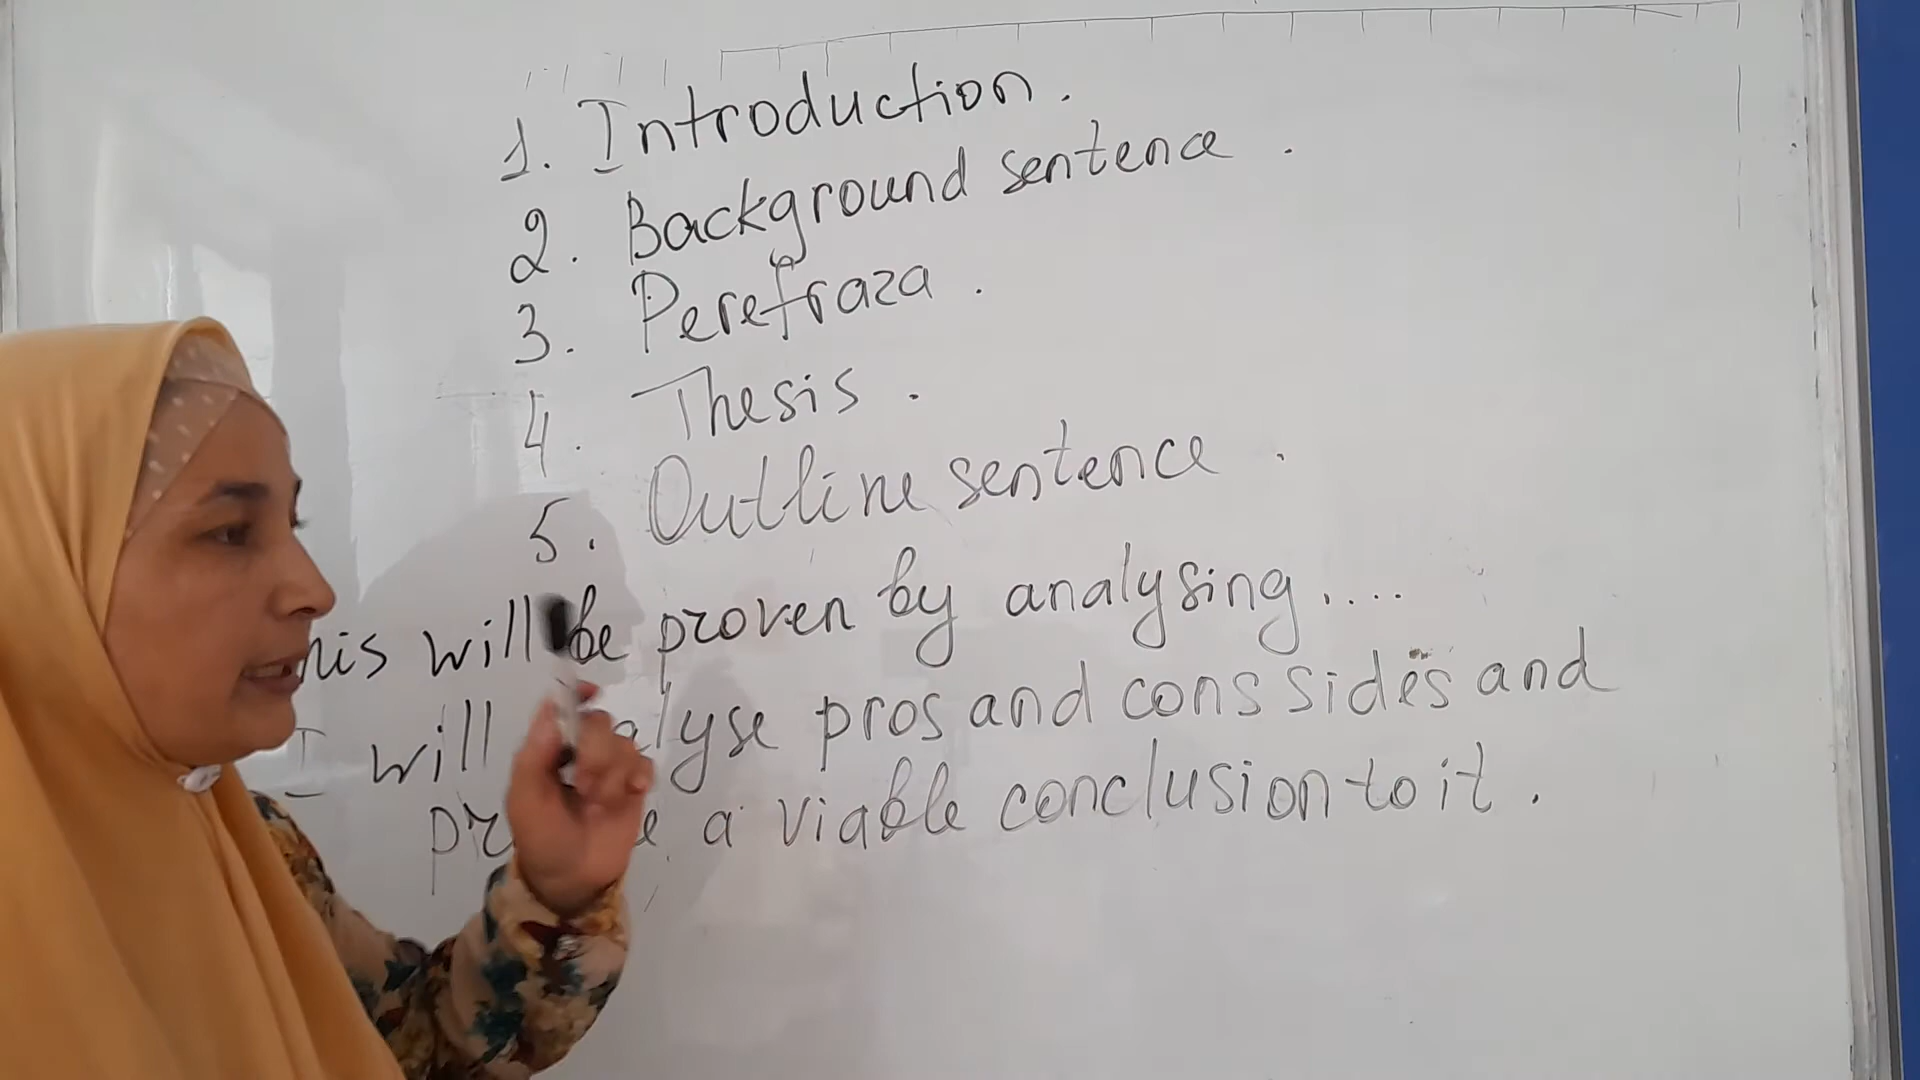 1. Introduction.
2. Background sentence.
3. Perefraza.
4. Thesis.
5. Outline sentence.
will be proven by analysing....
I will pros and cons sides and
a viable conclusion to it.